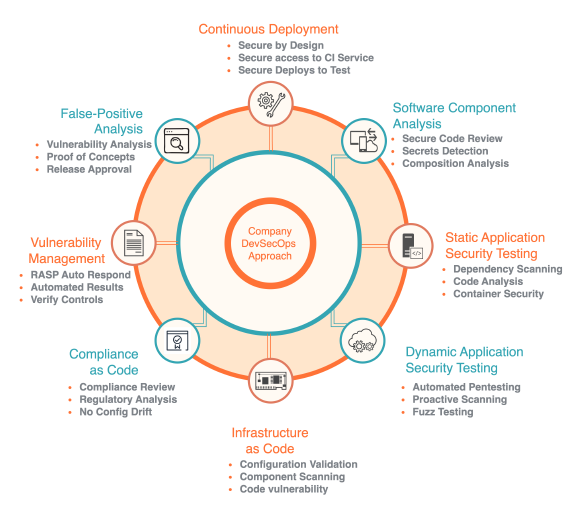 Continuous Deployment
• Secure by Design
• Secure access to CI Service
• Secure Deploys to Test
Software Component
Analysis
• Secure Code Review
• Secrets Detection
• Composition Analysis
Static Application
Security Testing
• Dependency Scanning
• Code Analysis
• Container Security
Dynamic Application
Security Testing
• Automated Pentesting
• Proactive Scanning
• Fuzz Testing
Infrastructure
as Code
• Configuration Validation
• Component Scanning
• Code vulnerability
Compliance
as Code
• Compliance Review
• Regulatory Analysis
• No Config Drift
Vulnerability
Management
• RASP Auto Respond
• Automated Results
• Verify Controls
False-Positive
Analysis
• Vulnerability Analysis
• Proof of Concepts
• Release Approval
Company
DevSecOps
Approach